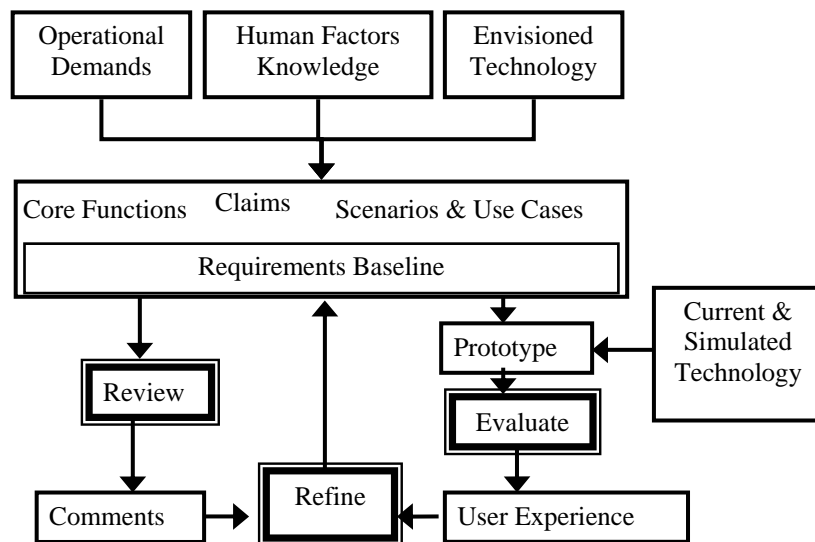 Operational
Demands
Human Factors
Knowledge
Envisioned
Technology
Core Functions
Claims
Scenarios & Use Cases
Requirements Baseline
Current &
Simulated
Technology
Prototype
Review
Evaluate
Refine
Comments
User Experience